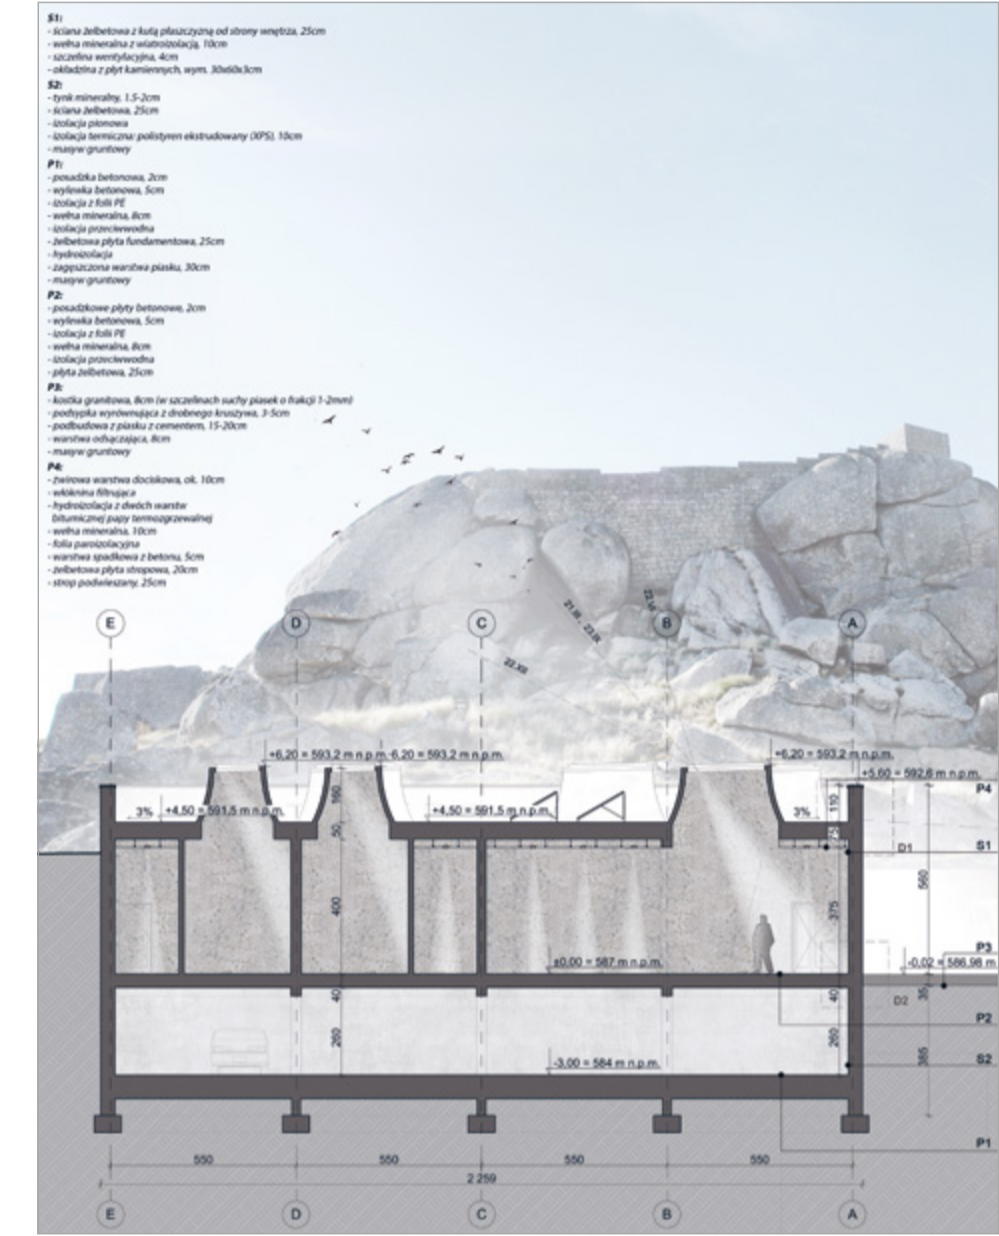 S1:
- ściana żelbetowa z kutą płaszczyzną od strony wnętrza, 25cm
- wełna mineralna z wiatroizolacją, 10cm
- szczelina wentylacyjna, 4cm
- okładzina z płyt kamiennych, wym. 30x60x3cm
S2:
- tynk mineralny, 1.5-2cm
- ściana żelbetowa, 25cm
- izolacja pionowa
- izolacja termiczna: polistyren ekstrudowany (XPS), 10cm
- masyw gruntowy
P1:
- posadzka betonowa, 2cm
- wylewka betonowa, 5cm
- izolacja z folii PE
- wełna mineralna, 8cm
- izolacja przeciwwodna
- żelbetowa płyta fundamentowa, 25cm
- hydroizolacja
- zagęszczona warstwa piasku, 30cm
- masyw gruntowy
P2:
- posadzkowe płyty betonowe, 2cm
- wylewka betonowa, 5cm
- izolacja z folii PE
- wełna mineralna, 8cm
- izolacja przeciwwodna
- płyta żelbetowa, 25cm
P3:
- kostka granitowa, 8cm (w szczelinach suchy piasek o frakcji 1-2mm)
- podsypka wyrównująca z drobnego kruszywa, 3-5cm
- podbudowa z piasku z cementem, 15-20cm
- warstwa odsączająca, 8cm
- masyw gruntowy
P4:
- żwirowa warstwa dociskowa, ok. 10cm
- włóknina filtrująca
- hydroizolacja z dwóch warstw
bitumicznej papy termozgrzewalnej
- wełna mineralna, 10cm
- folia paroizolacyjna
- warstwa spadkowa z betonu, 5cm
- żelbetowa płyta stropowa, 20cm
- strop podwieszany, 25cm
E D C B A
21.III , 23.IX
22.VI
22.XII
+6,20 = 593,2 m n.p.m. -6,20 = 593,2 m n.p.m.
+6,20 = 593,2 m n.p.m.
+5,60 = 592,6 m n.p.m.
P4
3%
+4,50 = 591,5 m n.p.m.
+4,50 = 591,5 m n.p.m.
3%
160
110
50
D1
S1
560
400
375
P3
±0,00 = 587 m n.p.m.
-0,02 = 586,98 m
40
40
35
D2
P2
260
260
385
-3,00 = 584 m n.p.m.
S2
P1
550 550 550 550
2 259
E D C B A